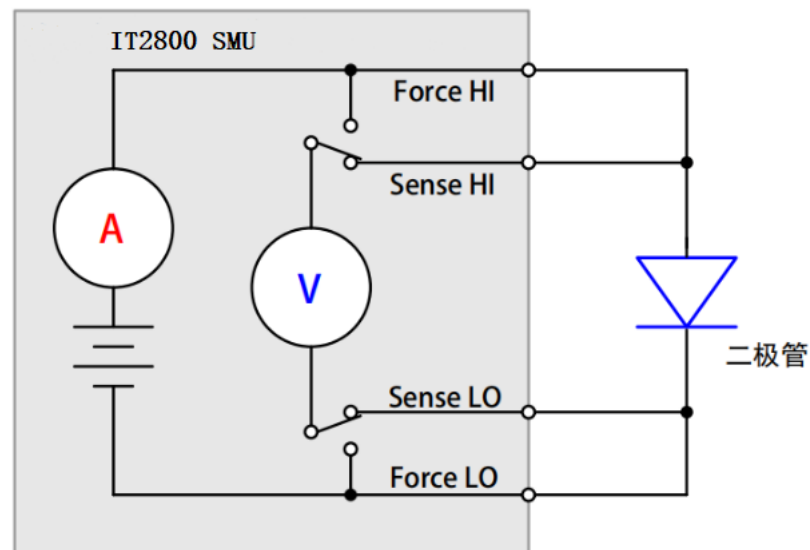 IT2800 SMU
Force HI
Sense HI
A
V
二极管
Sense LO
Force LO